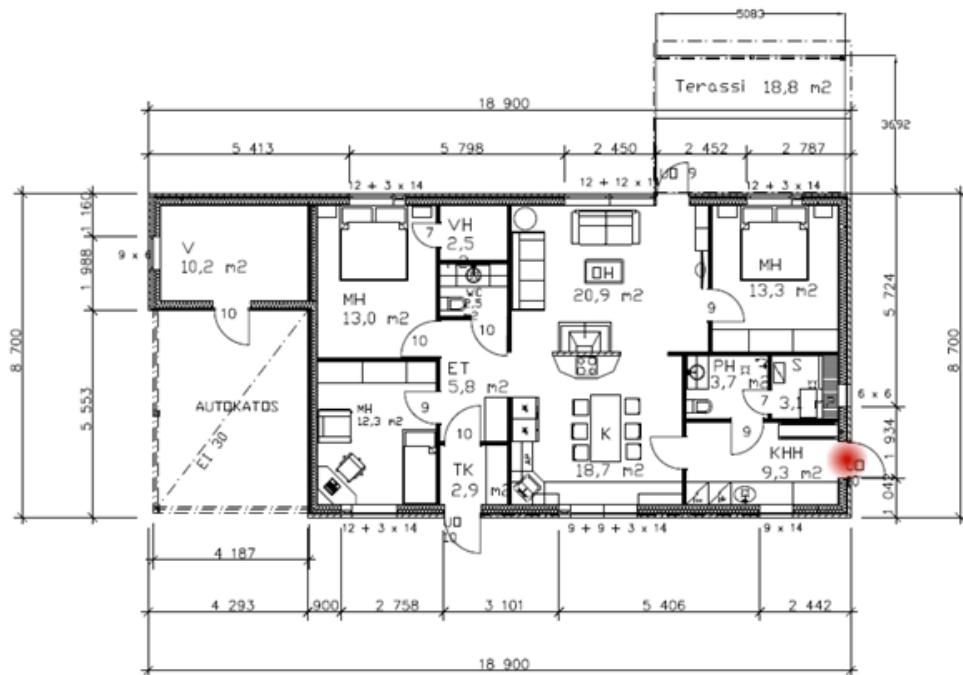 5083
Terassi 18,8 m2
18 900
3692
5 413
5 798
2 450
2 452
2 787
UO 9
12 + 3 x 14
12 + 12 x 1
12 + 3 x 14
1 160
V
10,2 m2
9 x 6
1 988
VH
2,5
7
MH
13,0 m2
WC
2,5
OH
20,9 m2
MH
13,3 m2
5 724
8 700
8 700
10
10
10
9
ET
5,8 m2
PH
3,7 m2
S
3,
7
6 x 6
AUTOKATOS
EI 30
5 553
MH
12,3 m2
9
10
K
18,7 m2
9
KHH
9,3 m2
1 934
TK
2,9 m2
UO
10
1 042
12 + 3 x 14
9 + 9 + 3 x 14
9 x 14
4 187
4 293
900
2 758
3 101
5 406
2 442
18 900